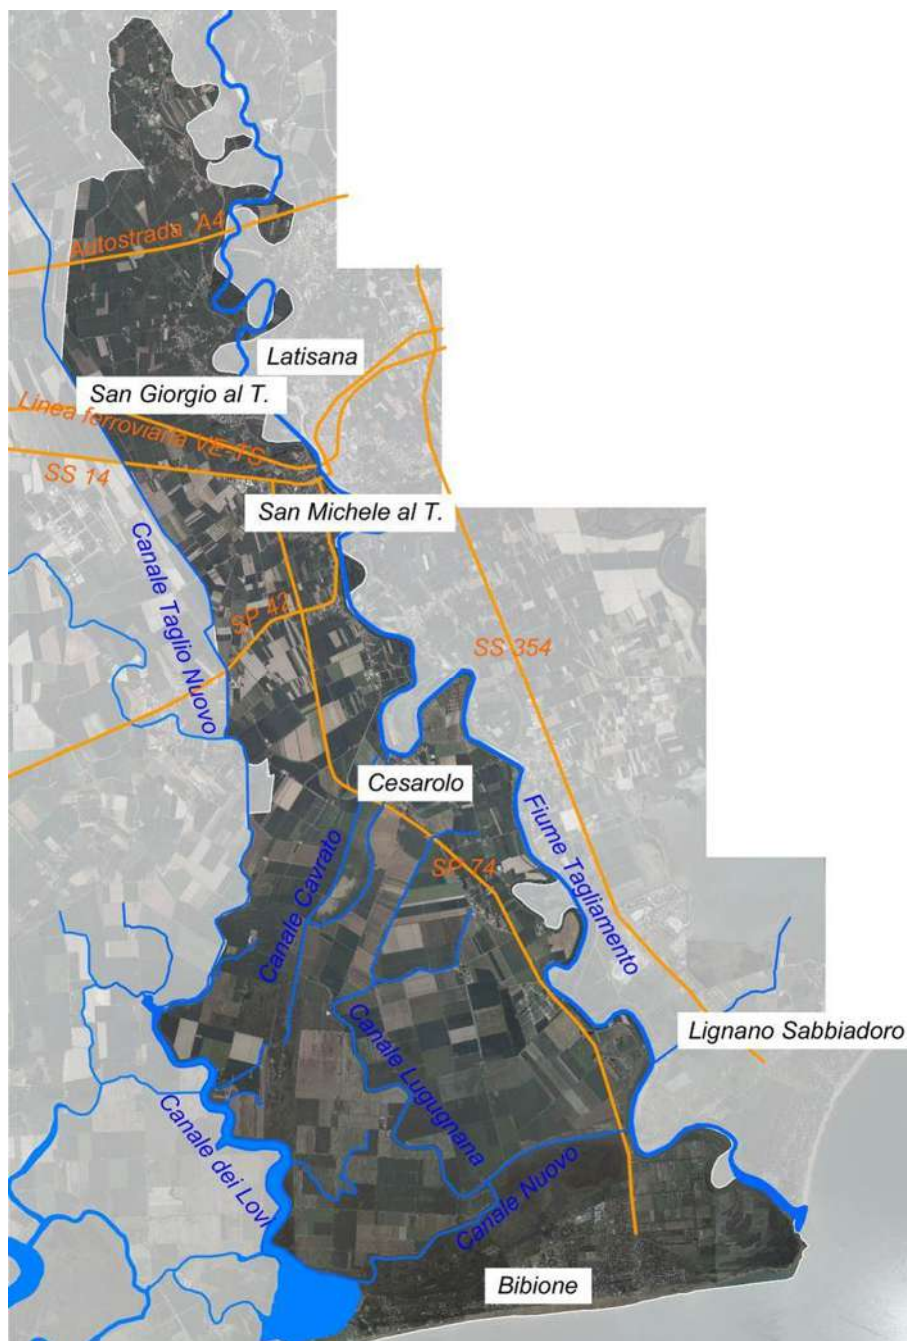 Autostrada A4
Latisana
San Giorgio al T.
Linea ferroviaria VE-TS
SS 14
San Michele al T.
Canale Taglio Nuovo
SP 42
SS 354
Cesarolo
Fiume Tagliamento
Canale Cavrato
SP 74
Lignano Sabbiadoro
Canale Lugugnana
Canale dei Lovi
Canale Nuovo
Bibione